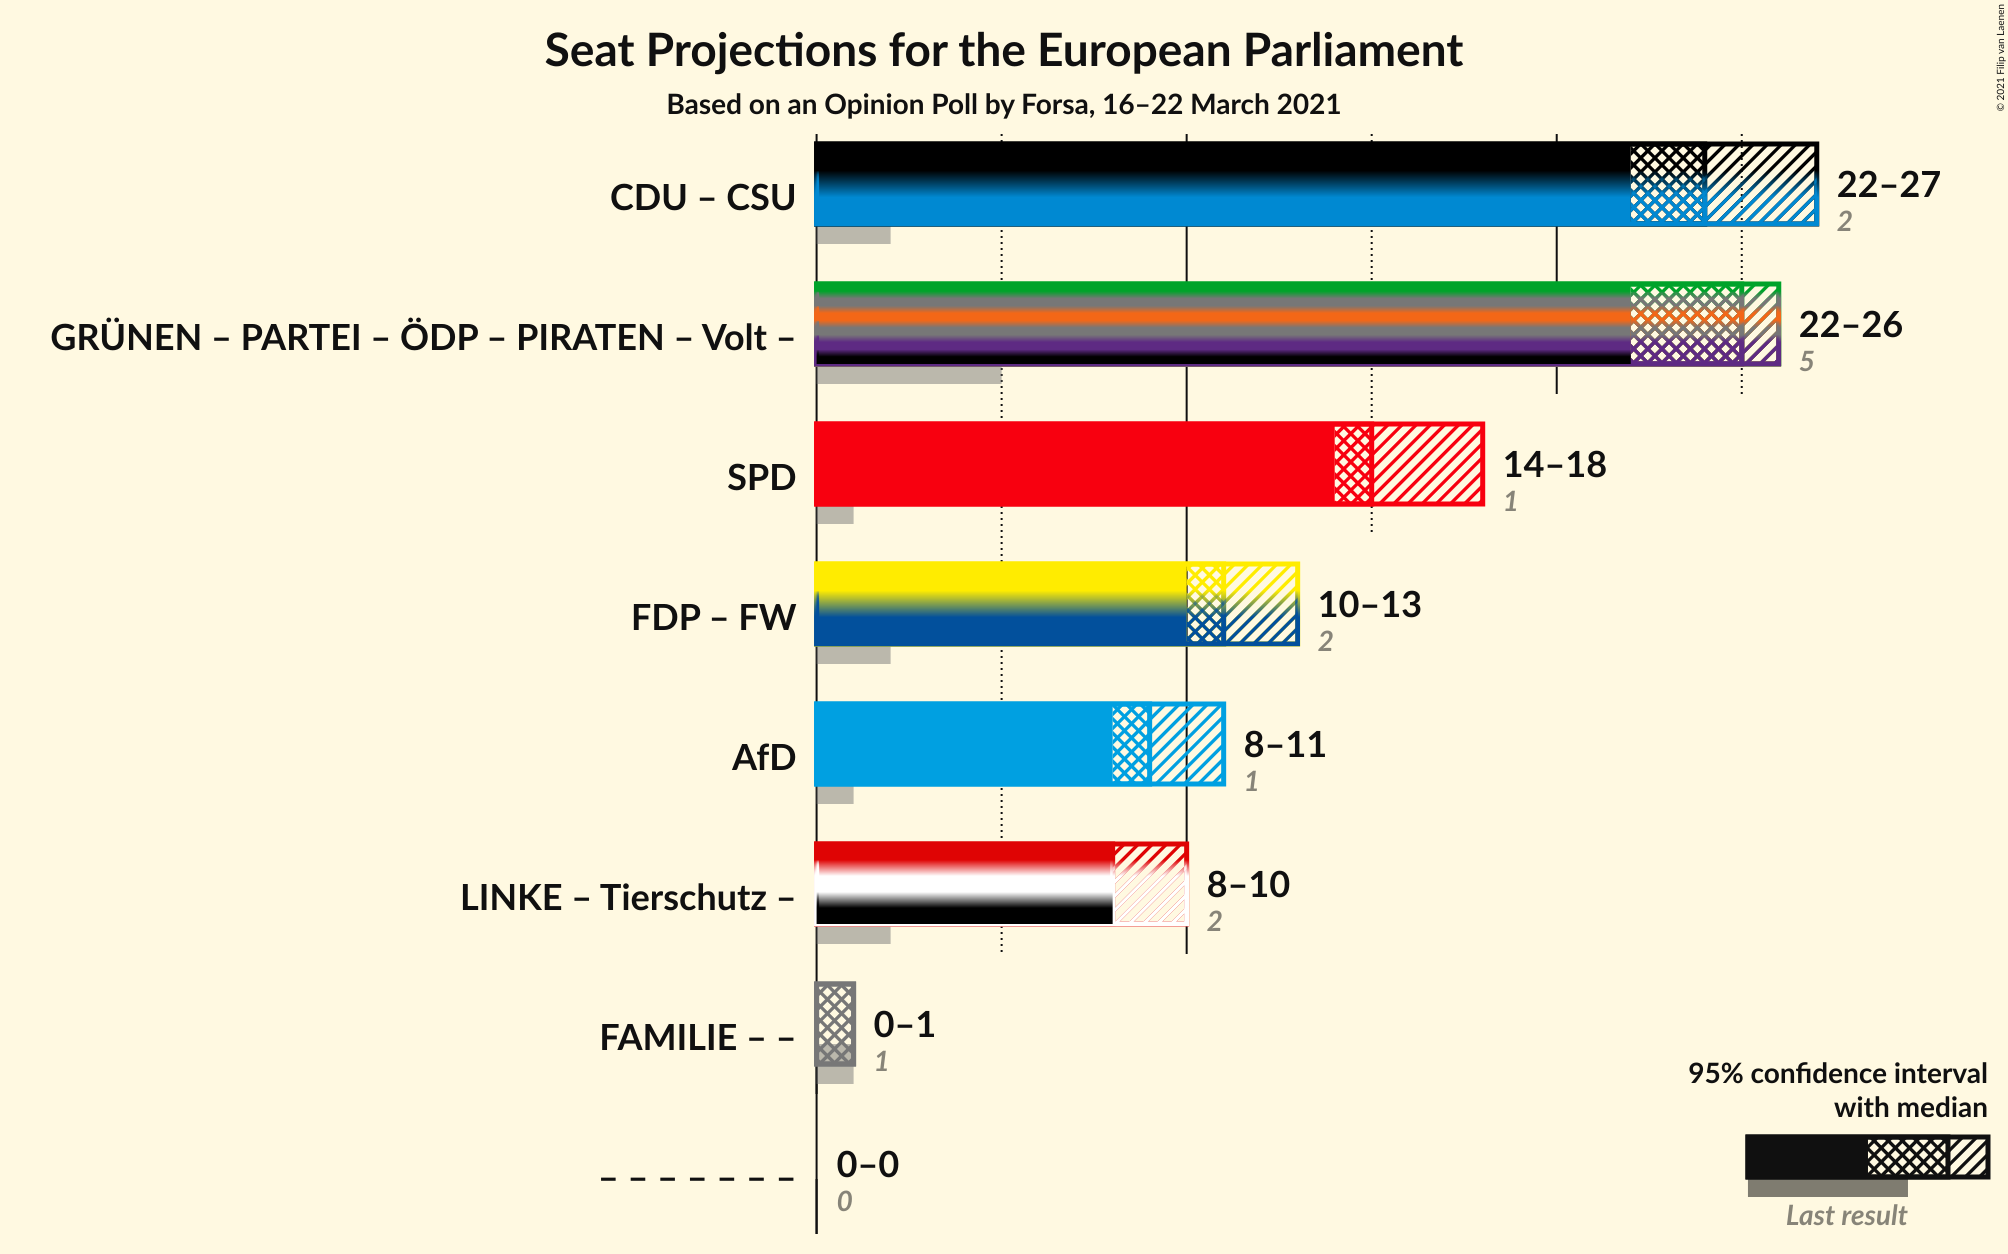 Seat Projections for the European Parliament
Based on an Opinion Poll by Forsa, 16–22 March 2021
© 2021 Filip van Laenen
CDU – CSU
22–27
2
GRÜNEN – PARTEI – ÖDP – PIRATEN – Volt –
22–26
5
SPD
14–18
1
FDP – FW
10–13
2
AfD
8–11
1
LINKE – Tierschutz –
8–10
2
FAMILIE – –
0–1
1
– – – – – – –
0–0
0
95% confidence interval
with median
Last result